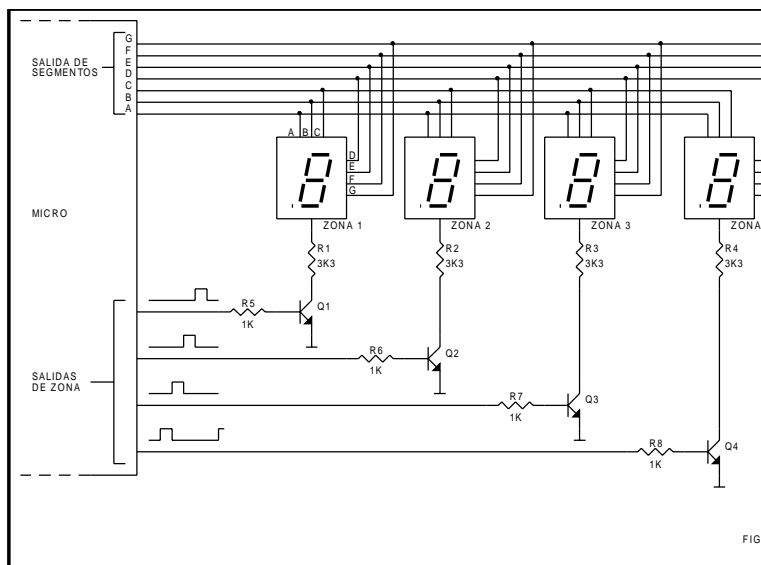 G
F
E
D
C
B
A
SALIDA DE
SEGMENTOS
A B C
D
E
F
G
ZONA 1
ZONA 2
ZONA 3
ZONA
MICRO
R1
3K3
R2
3K3
R3
3K3
R4
3K3
R5
1K
Q1
R6
1K
Q2
SALIDAS
DE ZONA
R7
1K
Q3
R8
1K
Q4
FIG